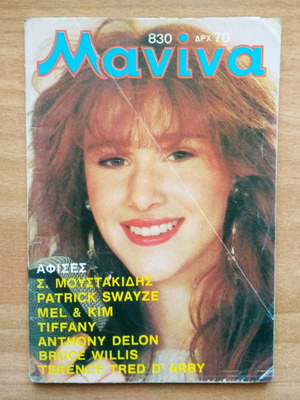 830 • ΔΡΧ 70
Μανίνα
ΑΦΙΣΕΣ
Σ. ΜΟΥΣΤΑΚΙΔΗΣ
PATRICK SWAYZE
MEL & KIM
TIFFANY
ANTHONY DELON
BRUCE WILLIS
TERENCE TRED D' ARBY